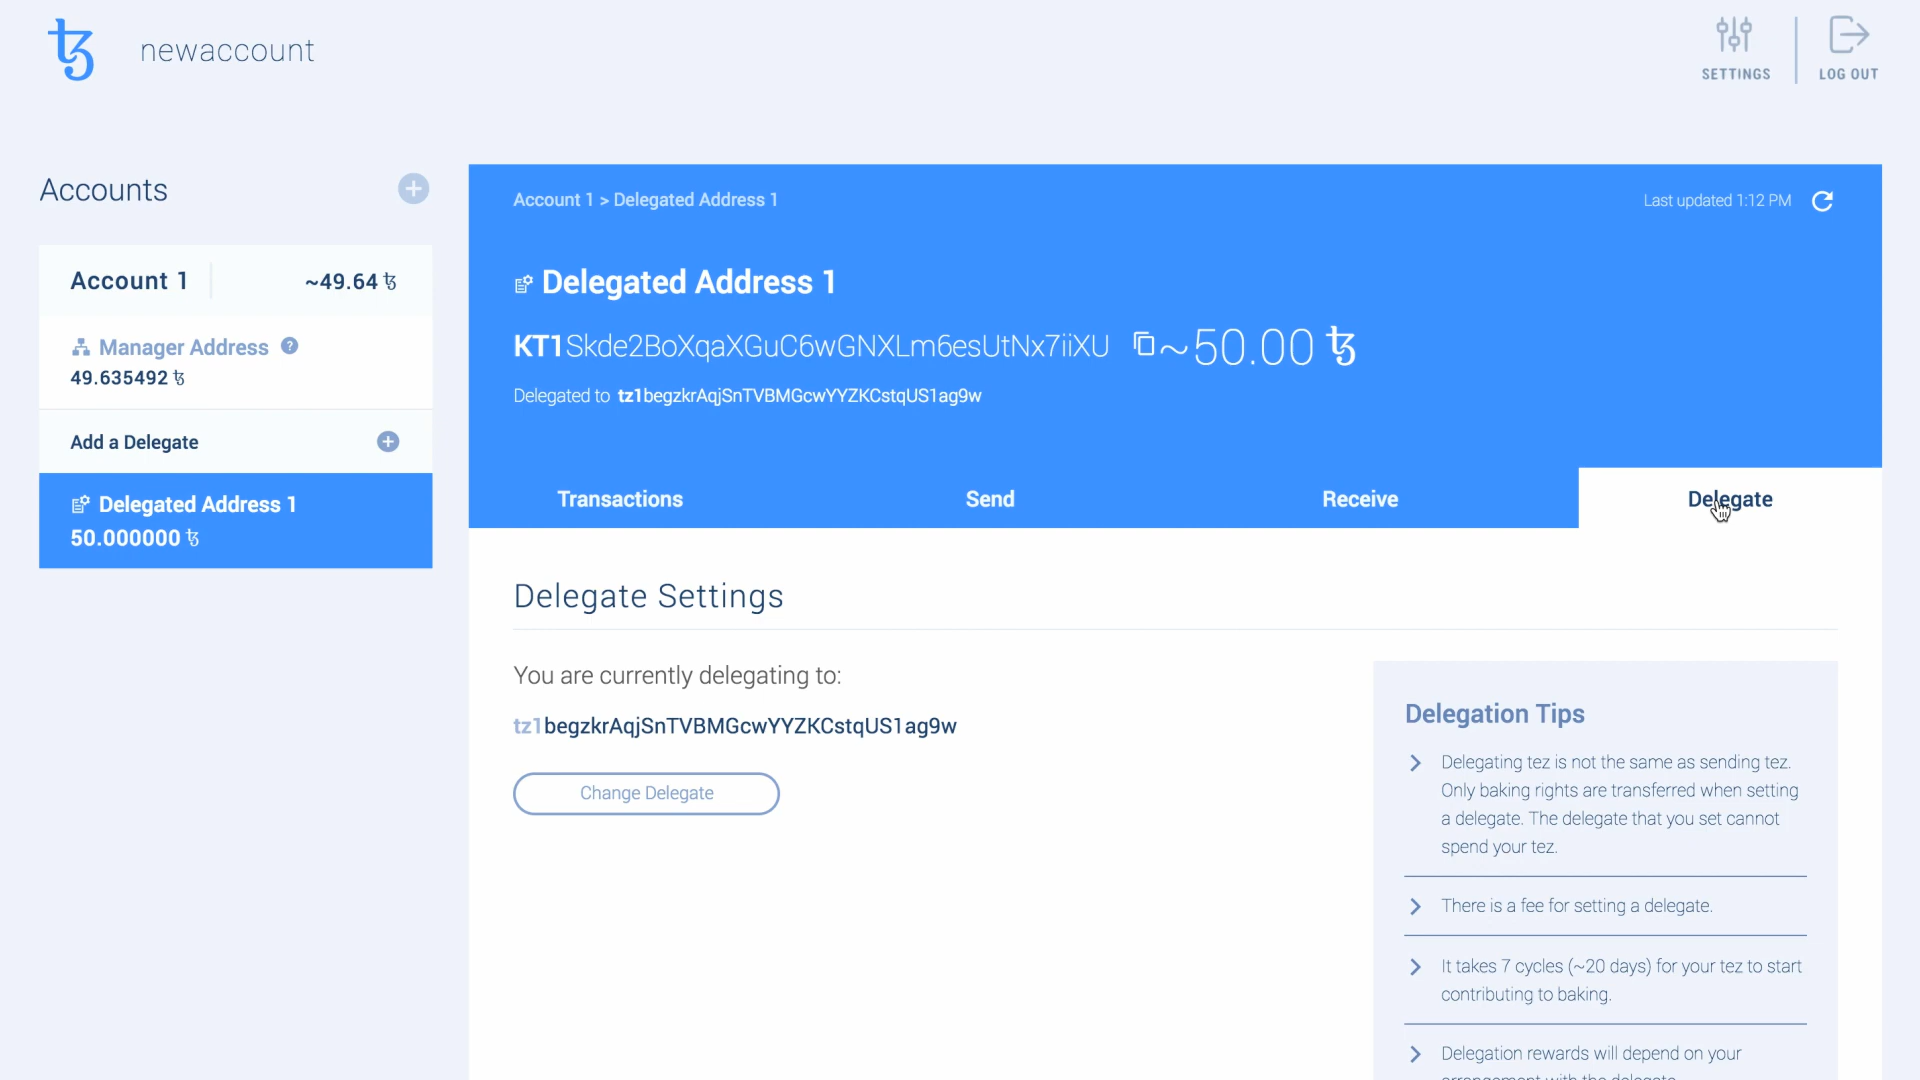 newaccount
SETTINGS
LOG OUT
Accounts
Account 1
~49.64 ꜩ
Manager Address ?
49.635492 ꜩ
Add a Delegate
Delegated Address 1
50.000000 ꜩ
Account 1 > Delegated Address 1
Last updated 1:12 PM
Delegated Address 1
KT1Skde2BoXqaXGuC6wGNXLm6esUtNx7iiXU ~50.00 ꜩ
Delegated to tz1begzkrAqjSnTVBMGcwYYZKCstqUS1ag9w
Transactions
Send
Receive
Delegate
Delegate Settings
You are currently delegating to:
tz1begzkrAqjSnTVBMGcwYYZKCstqUS1ag9w
Change Delegate
Delegation Tips
Delegating tez is not the same as sending tez.
Only baking rights are transferred when setting
a delegate. The delegate that you set cannot
spend your tez.
There is a fee for setting a delegate.
It takes 7 cycles (~20 days) for your tez to start
contributing to baking.
Delegation rewards will depend on your
arrangement with the delegate.